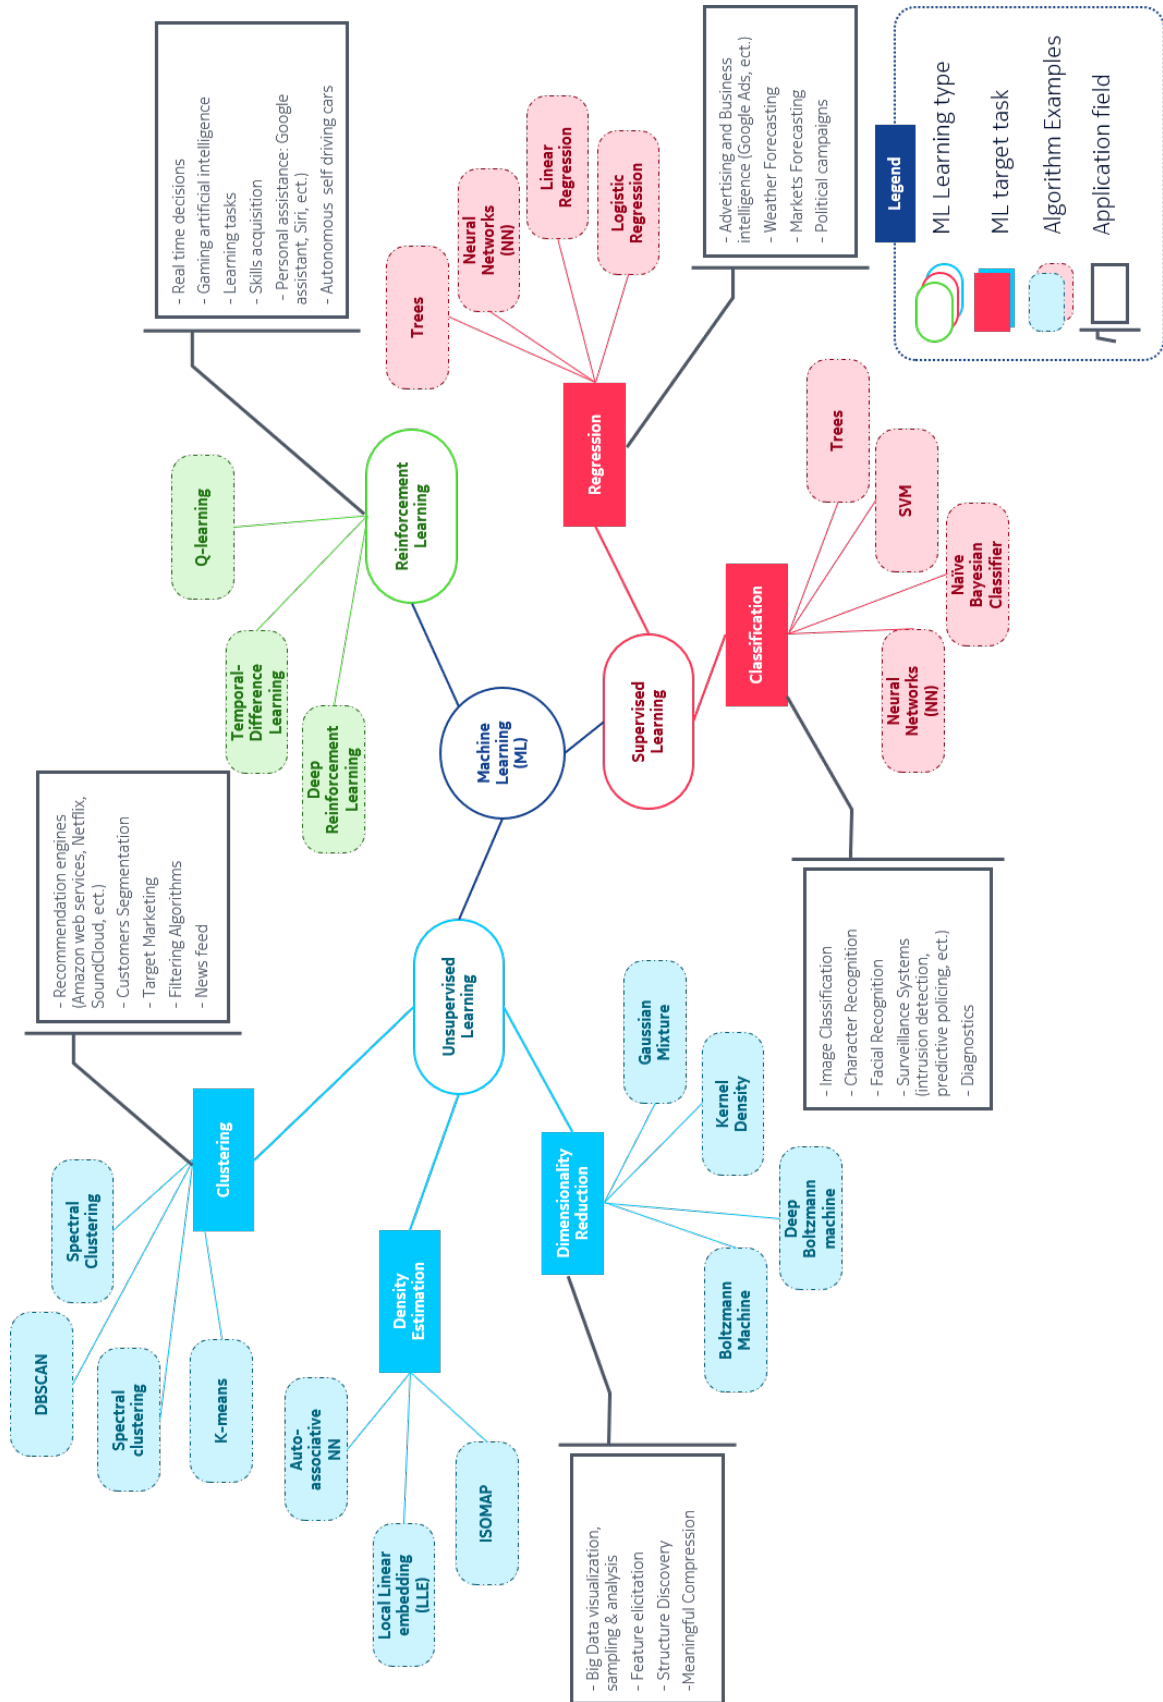 - Recommendation engines
(Amazon web services, Netflix,
SoundCloud, ect.)
- Customers Segmentation
- Target Marketing
- Filtering Algorithms
- News feed
- Real time decisions
- Gaming artificial intelligence
- Learning tasks
- Skills acquisition
- Personal assistance: Google
assistant, Siri, ect.)
- Autonomous self driving cars
DBSCAN
Spectral
Clustering
Spectral
clustering
K-means
Clustering
Q-learning
Temporal-
Difference
Learning
Deep
Reinforcement
Learning
Reinforcement
Learning
Auto-
associative
NN
Local Linear
embedding
(LLE)
ISOMAP
Density
Estimation
Unsupervised
Learning
Machine
Learning
(ML)
Trees
Neural
Networks
(NN)
Linear
Regression
Logistic
Regression
Regression
Dimensionality
Reduction
Gaussian
Mixture
Kernel
Density
Deep
Boltzmann
machine
Boltzmann
Machine
Supervised
Learning
Classification
Trees
SVM
Naïve
Bayesian
Classifier
Neural
Networks
(NN)
- Big Data visualization,
sampling & analysis
- Feature elicitation
- Structure Discovery
-Meaningful Compression
- Image Classification
- Character Recognition
- Facial Recognition
- Surveillance Systems
(intrusion detection,
predictive policing, ect.)
- Diagnostics
- Advertising and Business
intelligence (Google Ads, ect.)
- Weather Forecasting
- Markets Forecasting
- Political campaigns
Legend
ML Learning type
ML target task
Algorithm Examples
Application field